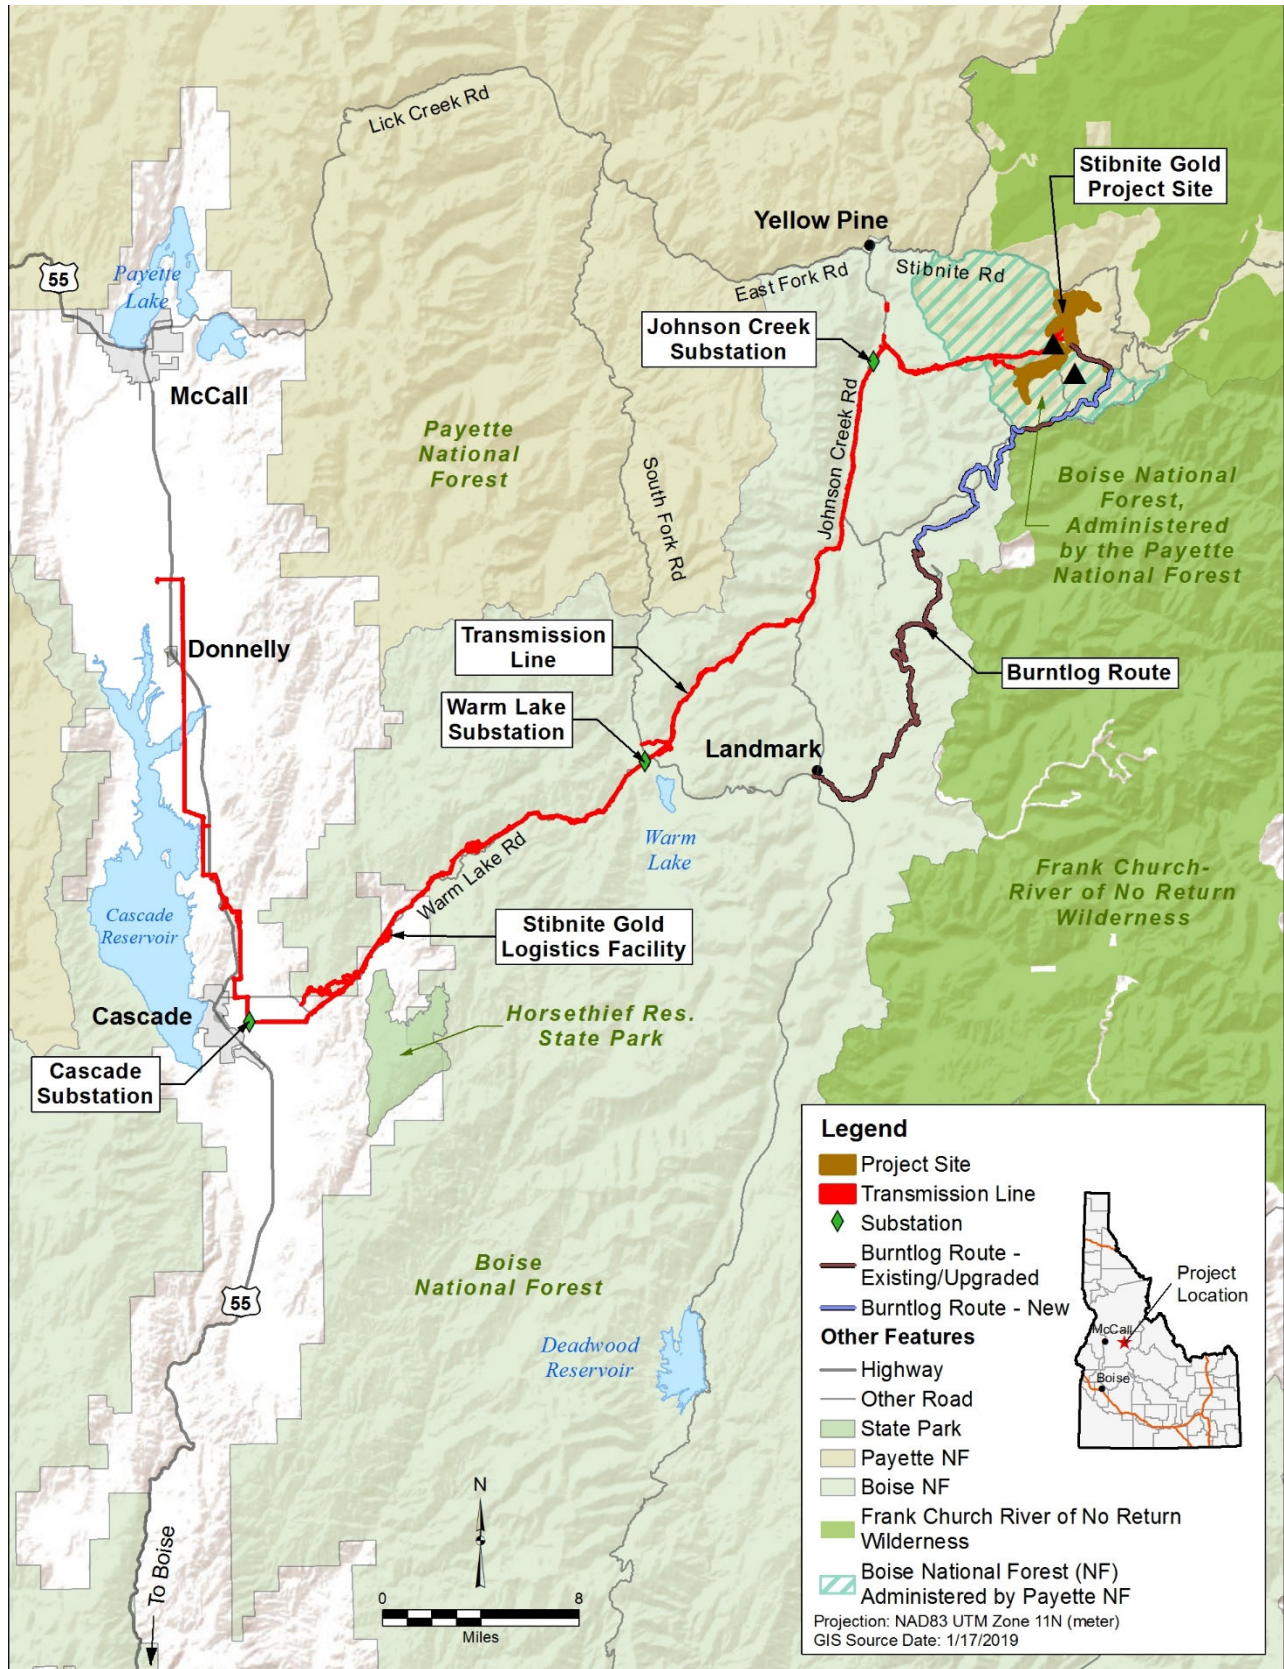 Lick Creek Rd
Stibnite Gold
Project Site
Yellow Pine
55
Payette
Lake
East Fork Rd
Stibnite Rd
Johnson Creek
Substation
McCall
Payette
National
Forest
South Fork Rd
Johnson Creek Rd
Boise National
Forest,
Administered
by the Payette
National Forest
Donnelly
Transmission
Line
Burntlog Route
Warm Lake
Substation
Landmark
Warm
Lake
Warm Lake Rd
Frank Church-
River of No Return
Wilderness
Cascade
Reservoir
Stibnite Gold
Logistics Facility
Cascade
Horsethief Res.
State Park
Cascade
Substation
Boise
National Forest
55
Deadwood
Reservoir
To Boise
N
0
8
Miles
Legend
Project Site
Transmission Line
Substation
Burntlog Route -
Existing/Upgraded
Burntlog Route - New
Other Features
Highway
Other Road
State Park
Payette NF
Boise NF
Frank Church River of No Return
Wilderness
Boise National Forest (NF)
Administered by Payette NF
Projection: NAD83 UTM Zone 11N (meter)
GIS Source Date: 1/17/2019
Project
Location
McCall
Boise